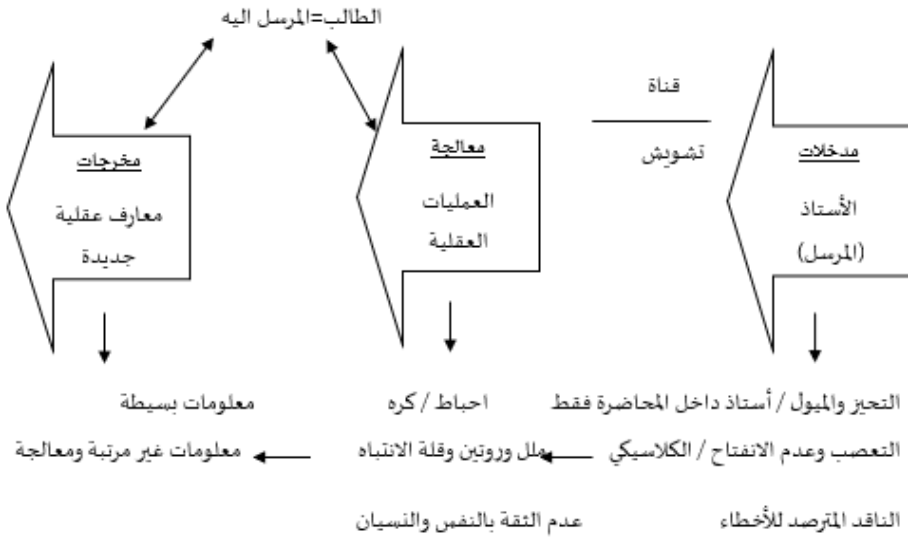 الطالب=المرسل اليه
قناة
تشويش
مدخلات
الأستاذ
(المرسل)
معالجة
العمليات
العقلية
مخرجات
معارف عقلية
جديدة
التحيز والميول / أستاذ داخل المحاضرة فقط
احباط / كره
معلومات بسيطة
التعصب وعدم الانفتاح / الكلاسيكي
ملل وروتين وقلة الانتباه
معلومات غير مرتبة ومعالجة
الناقد المترصد للأخطاء
عدم الثقة بالنفس والنسيان